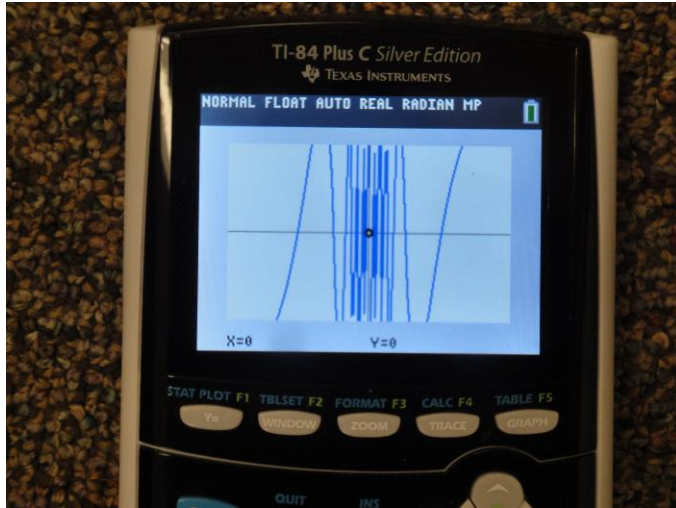 TI-84 Plus C Silver Edition
TEXAS INSTRUMENTS
NORMAL FLOAT AUTO REAL RADIAN MP
X=0 Y=0
STAT PLOT F1 TBLSET F2 FORMAT F3 CALC F4 TABLE F5
Y= WINDOW ZOOM TRACE GRAPH
QUIT INS